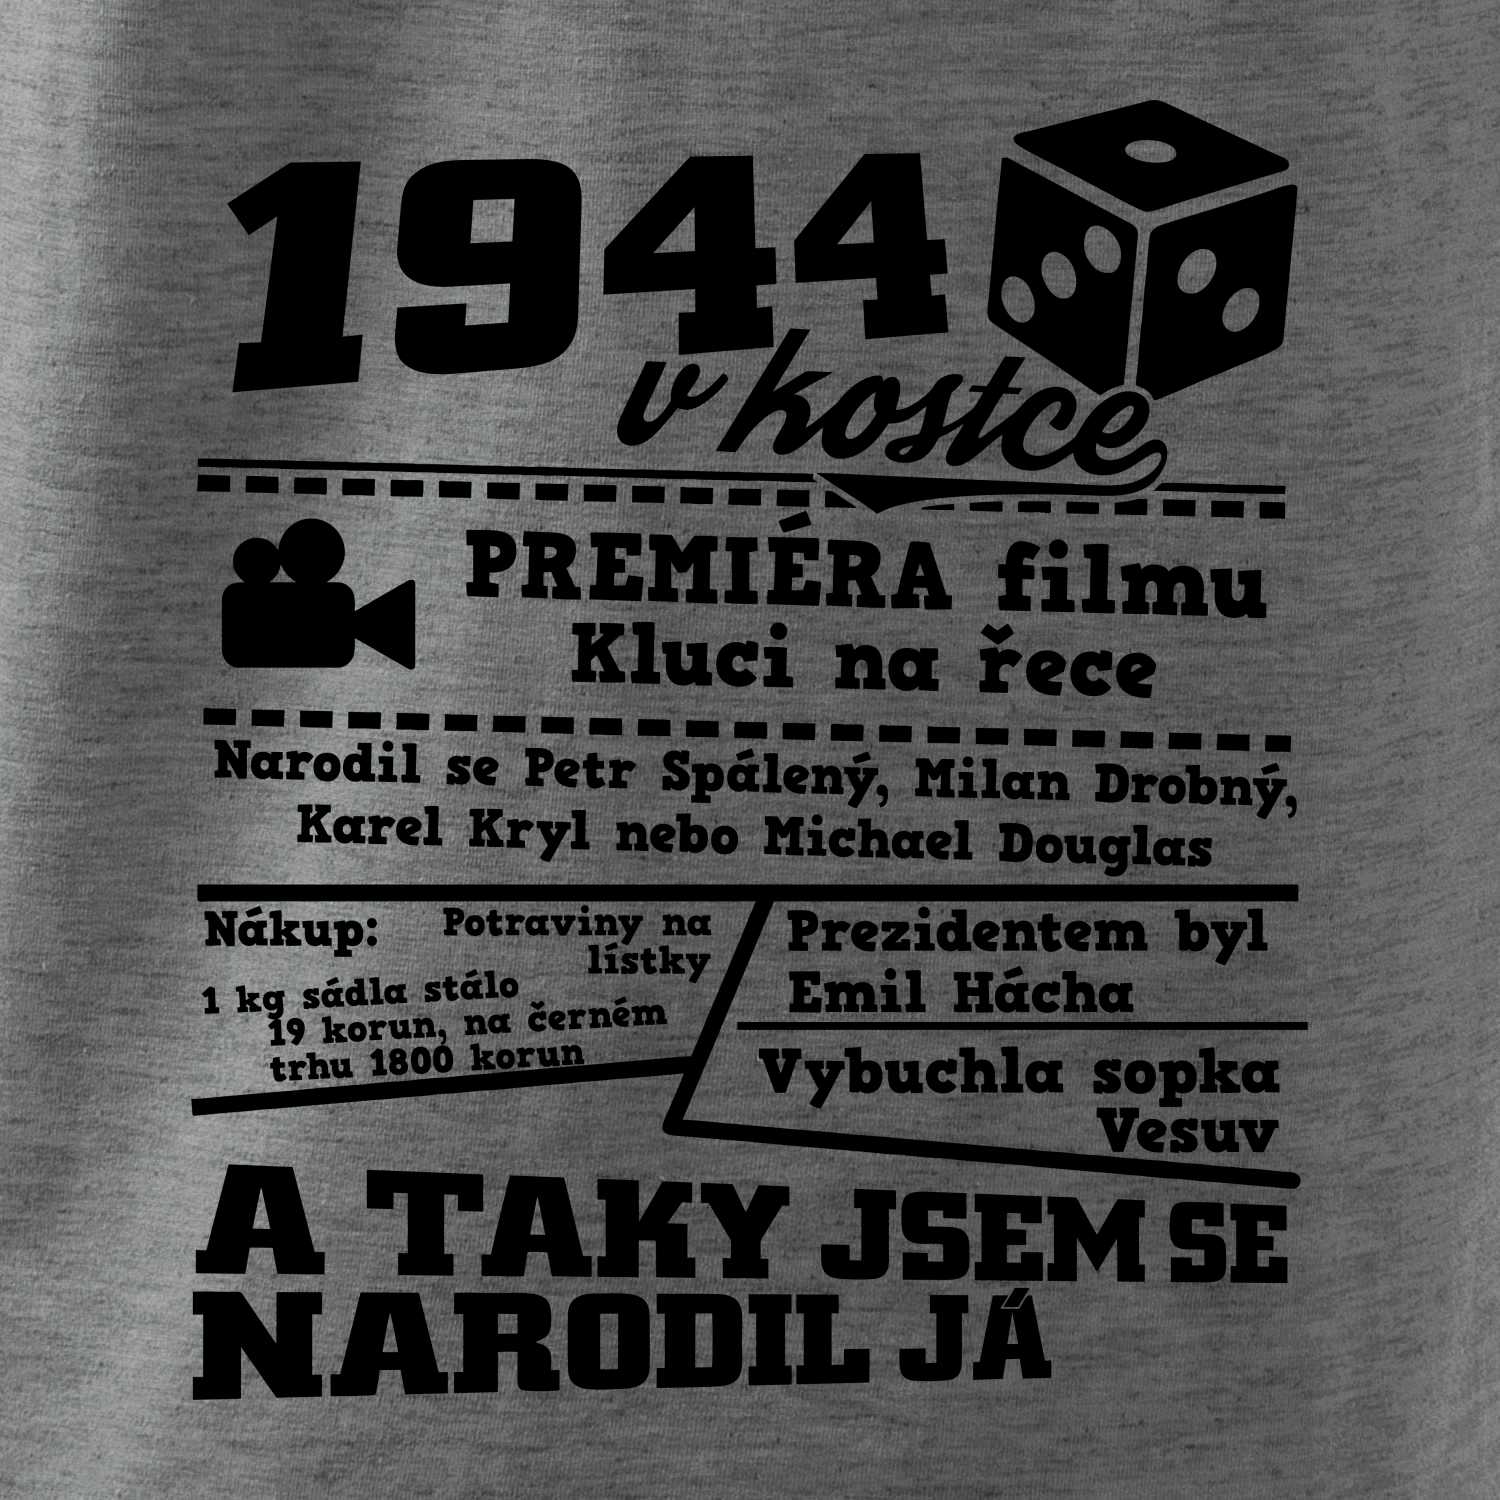 1944
v kostce
PREMIÉRA filmu
Kluci na řece
Narodil se Petr Spálený, Milan Drobný,
Karel Kryl nebo Michael Douglas
Nákup: Potraviny na
lístky
1 kg sádla stálo
19 korun, na černém
trhu 1800 korun
Prezidentem byl
Emil Hácha
Vybuchla sopka
Vesuv
A TAKY JSEM SE
NARODIL JÁ